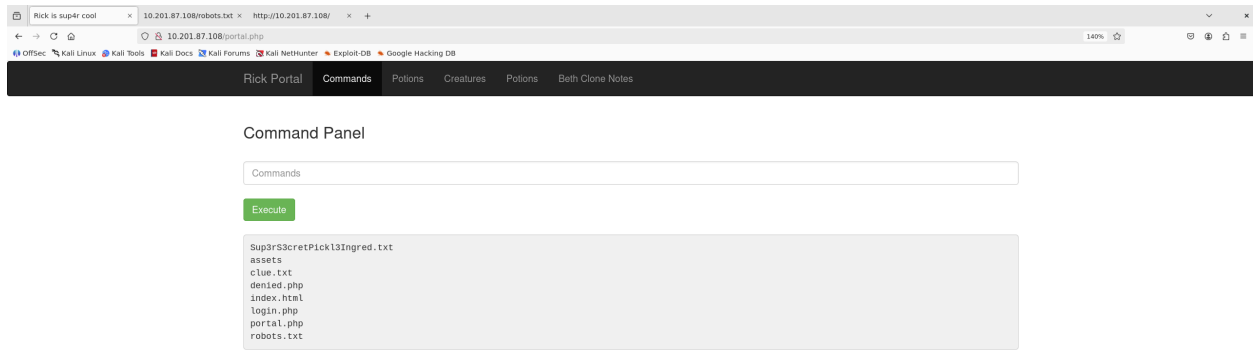 Rick is sup4r cool × 10.201.87.108/robots.txt × http://10.201.87.108/ × +
10.201.87.108/portal.php 140%
OffSec Kali Linux Kali Tools Kali Docs Kali Forums Kali NetHunter Exploit-DB Google Hacking DB
Rick Portal Commands Potions Creatures Potions Beth Clone Notes
Command Panel
Commands
Execute
Sup3rS3cretPickl3Ingred.txt
assets
clue.txt
denied.php
index.html
login.php
portal.php
robots.txt